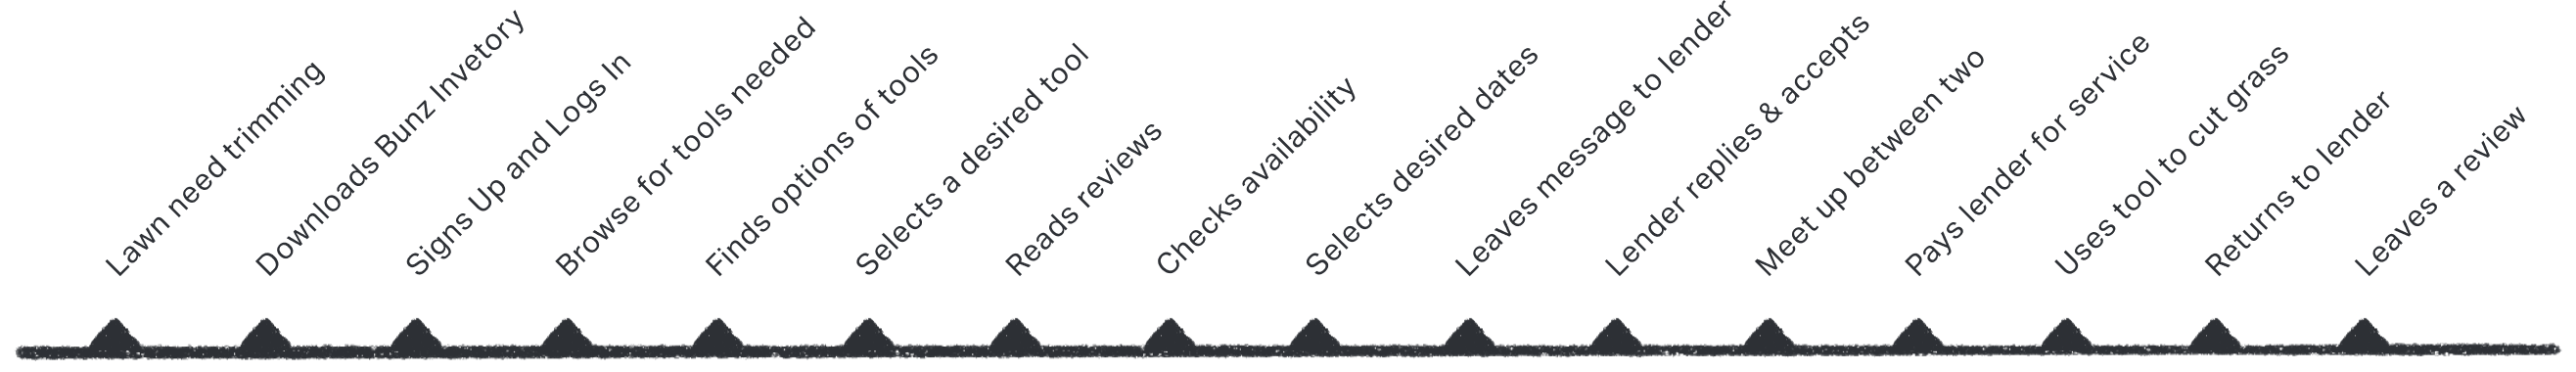 Lawn need trimming
Downloads Bunz Invetory
Signs Up and Logs In
Browse for tools needed
Finds options of tools
Selects a desired tool
Reads reviews
Checks availability
Selects desired dates
Leaves message to lender
Lender replies & accepts
Meet up between two
Pays lender for service
Uses tool to cut grass
Returns to lender
Leaves a review